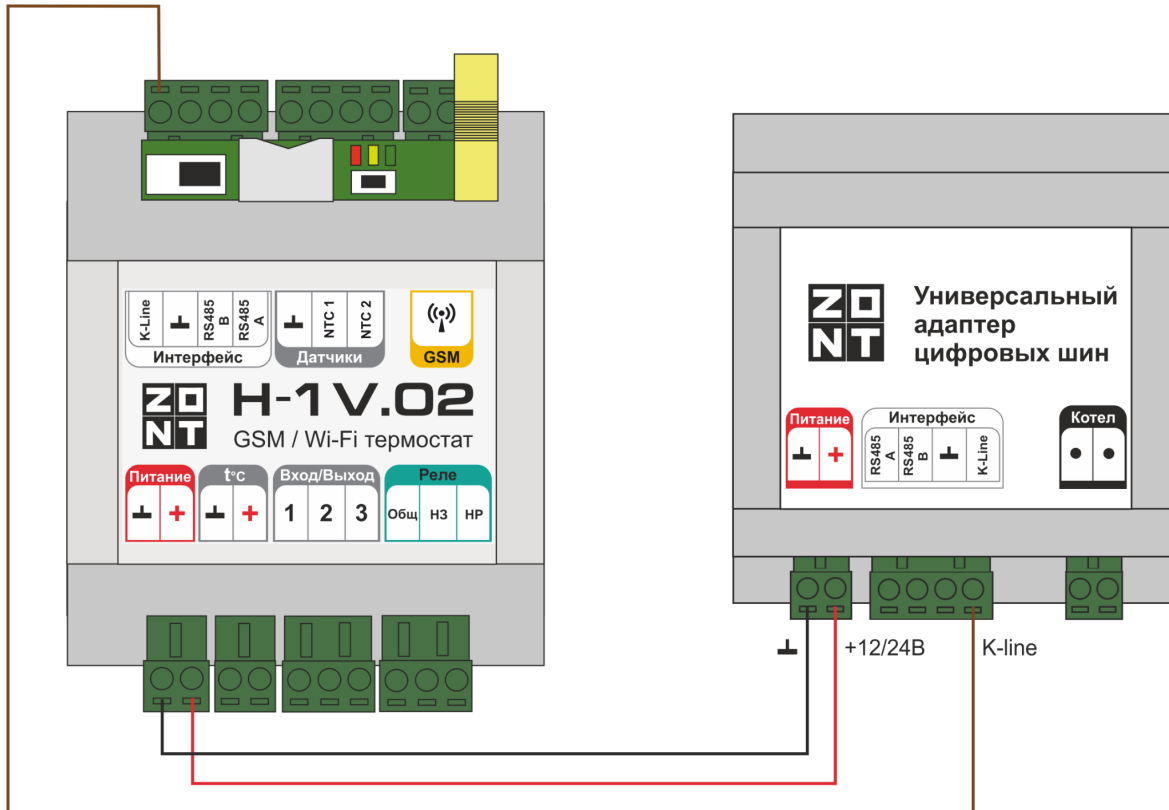 K-Line
⊥
RS485 B
RS485 A
Интерфейс
⊥
NTC 1
NTC 2
Датчики
GSM
ZONT
H-1V.02
GSM / Wi-Fi термостат
Питание
⊥ +
t°C
⊥ +
Вход/Выход
1 2 3
Реле
Общ НЗ НР
ZONT
Универсальный
адаптер
цифровых шин
Питание
⊥ +
Интерфейс
RS485 A
RS485 B
⊥
K-Line
Котел
⊥ +12/24В K-line